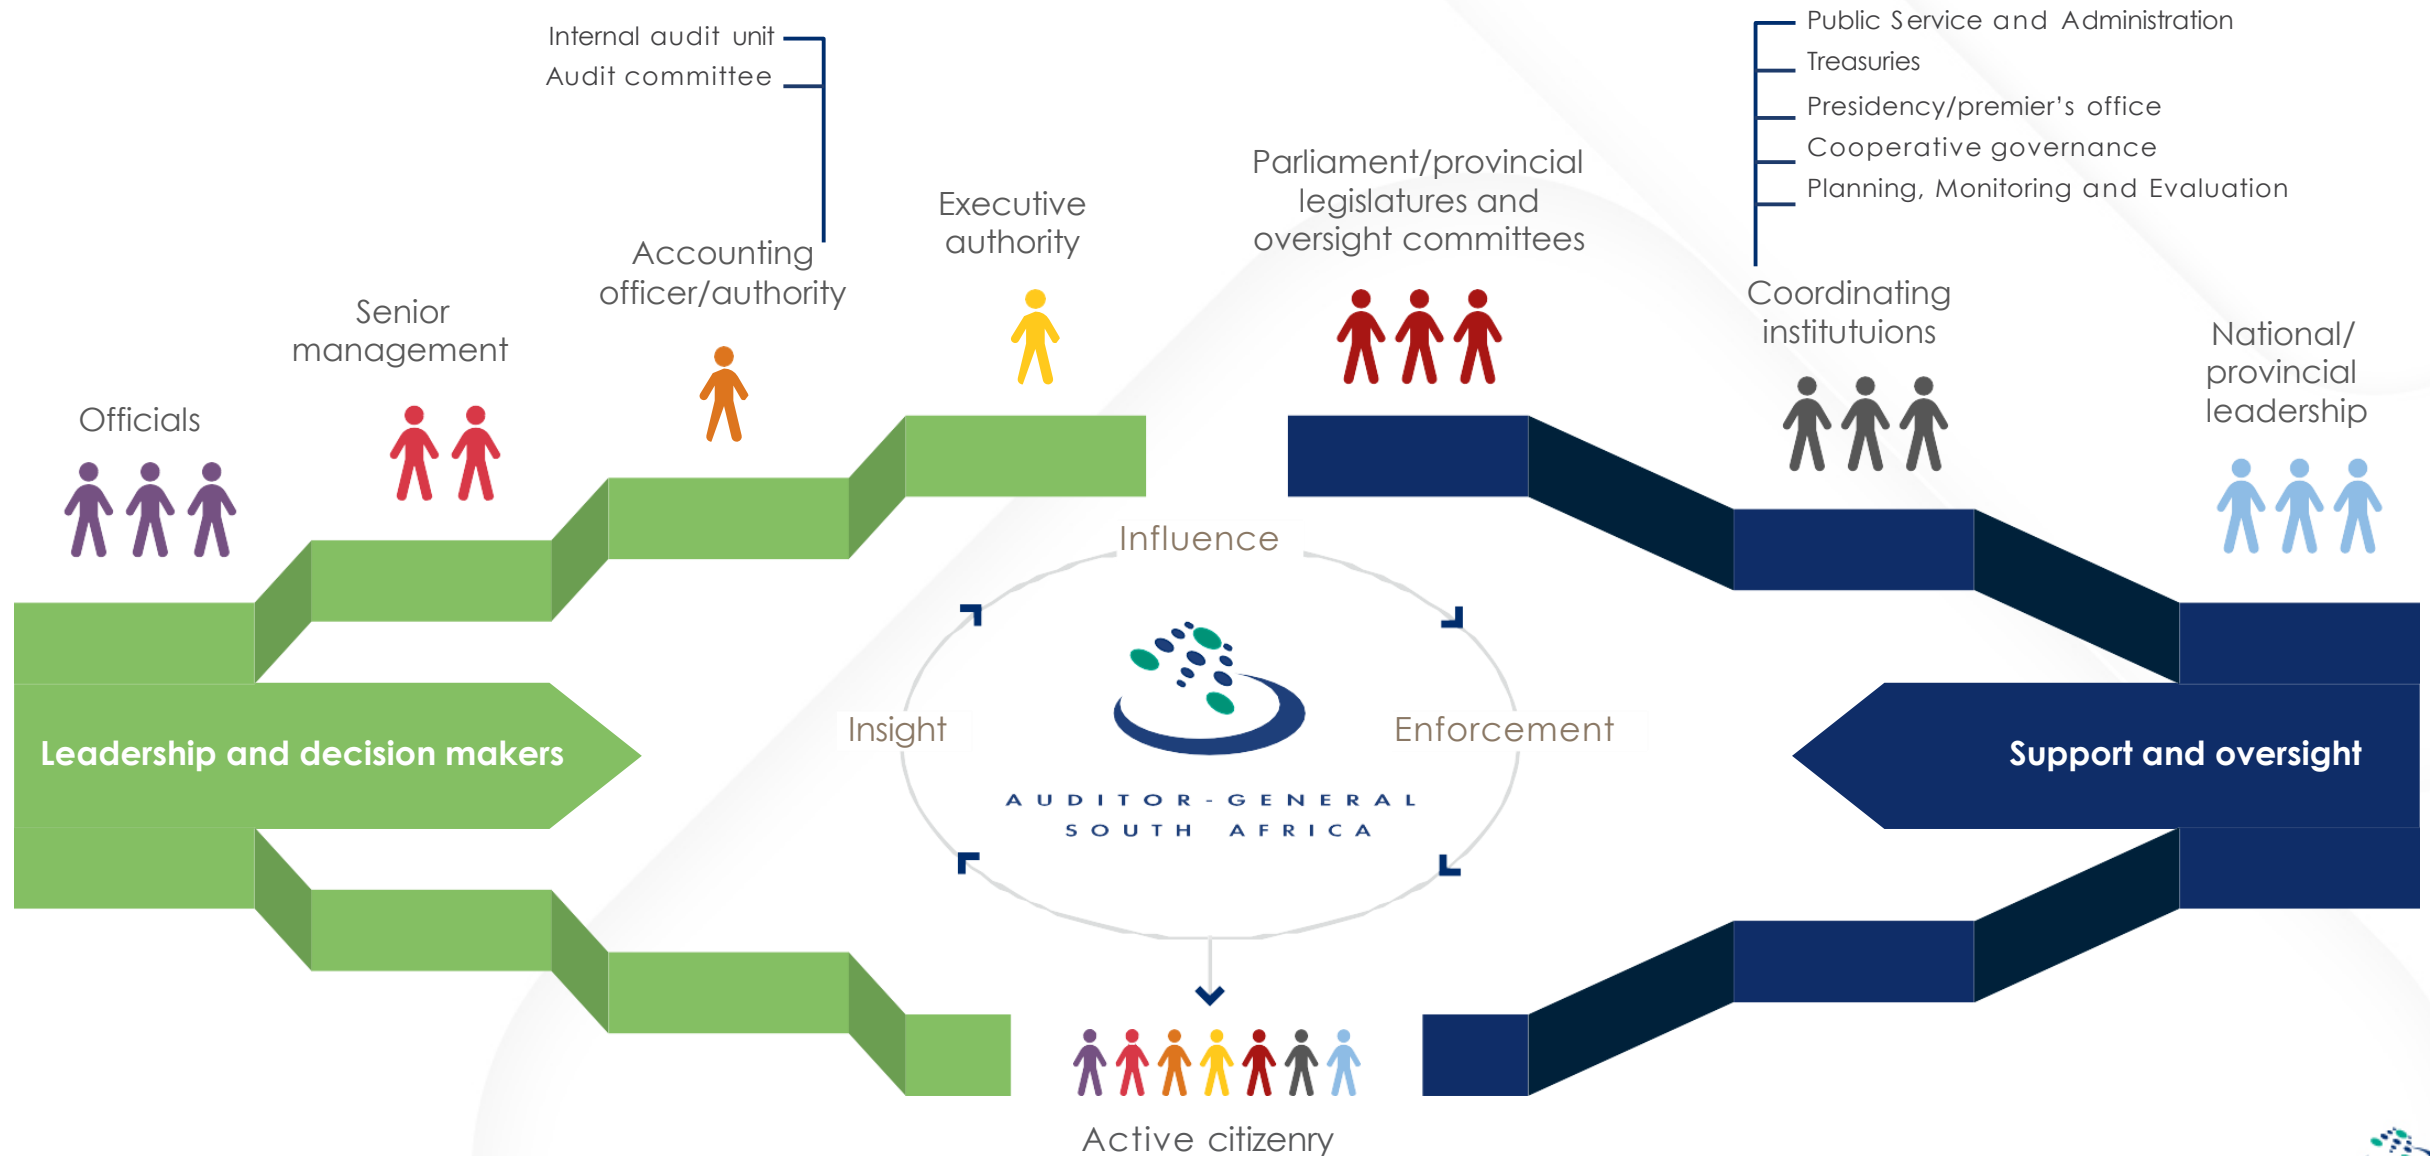 Internal audit unit
Audit committee
Public Service and Administration
Treasuries
Presidency/premier's office
Cooperative governance
Planning, Monitoring and Evaluation
Officials
Senior
management
Accounting
officer/authority
Executive
authority
Parliament/provincial
legislatures and
oversight committees
Coordinating
institutuions
National/
provincial
leadership
Influence
Insight
Enforcement
AUDITOR-GENERAL
SOUTH AFRICA
Leadership and decision makers
Support and oversight
Active citizenry